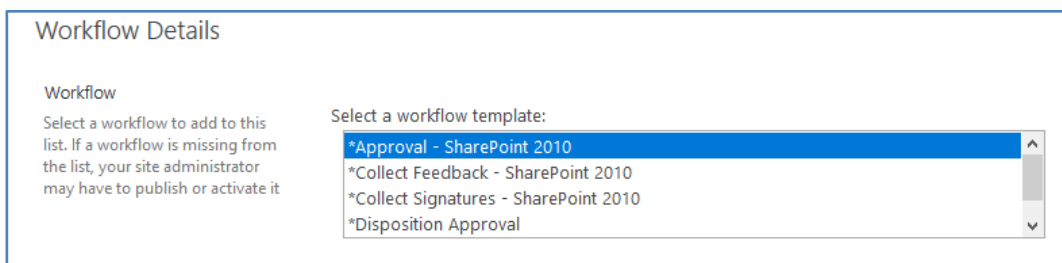 Workflow Details
Workflow
Select a workflow to add to this
list. If a workflow is missing from
the list, your site administrator
may have to publish or activate it
Select a workflow template:
*Approval - SharePoint 2010
*Collect Feedback - SharePoint 2010
*Collect Signatures - SharePoint 2010
*Disposition Approval